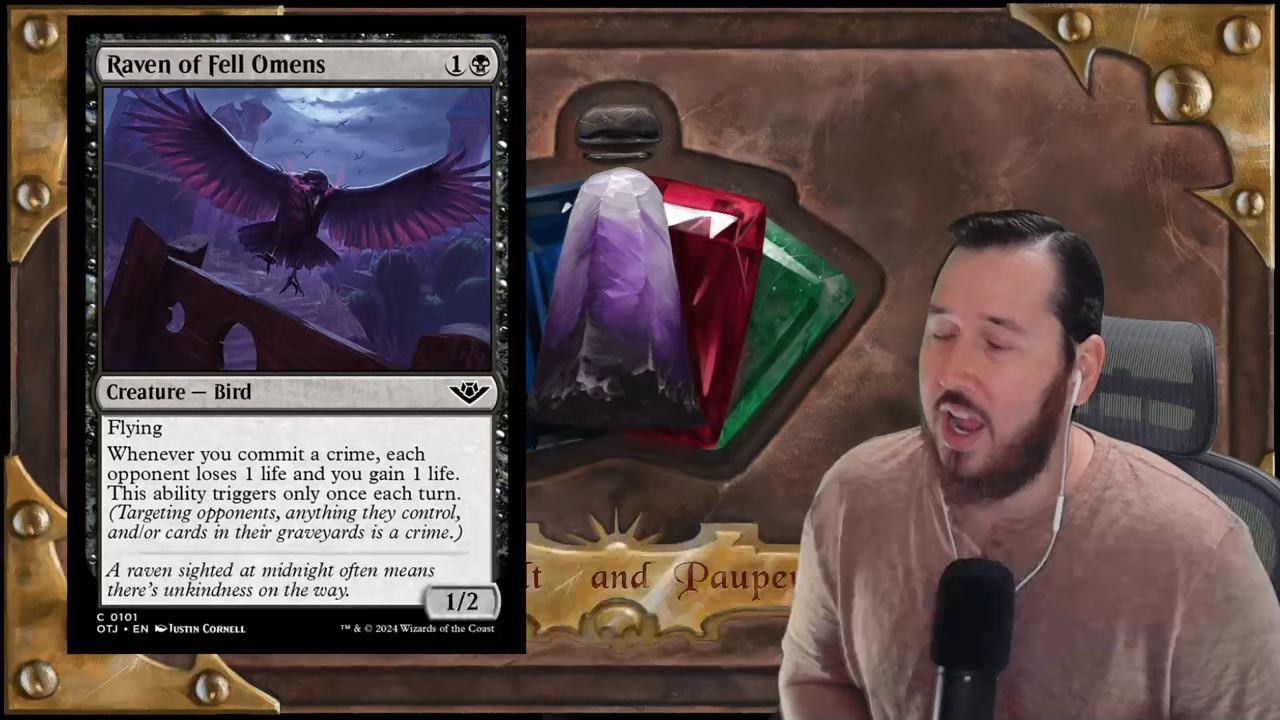 Raven of Fell Omens 1
Creature — Bird
Flying
Whenever you commit a crime, each
opponent loses 1 life and you gain 1 life.
This ability triggers only once each turn.
(Targeting opponents, anything they control,
and/or cards in their graveyards is a crime.)
A raven sighted at midnight often means
there's unkindness on the way.
1/2
C 0101
OTJ • EN Justin Cornell
™ & © 2024 Wizards of the Coast
and